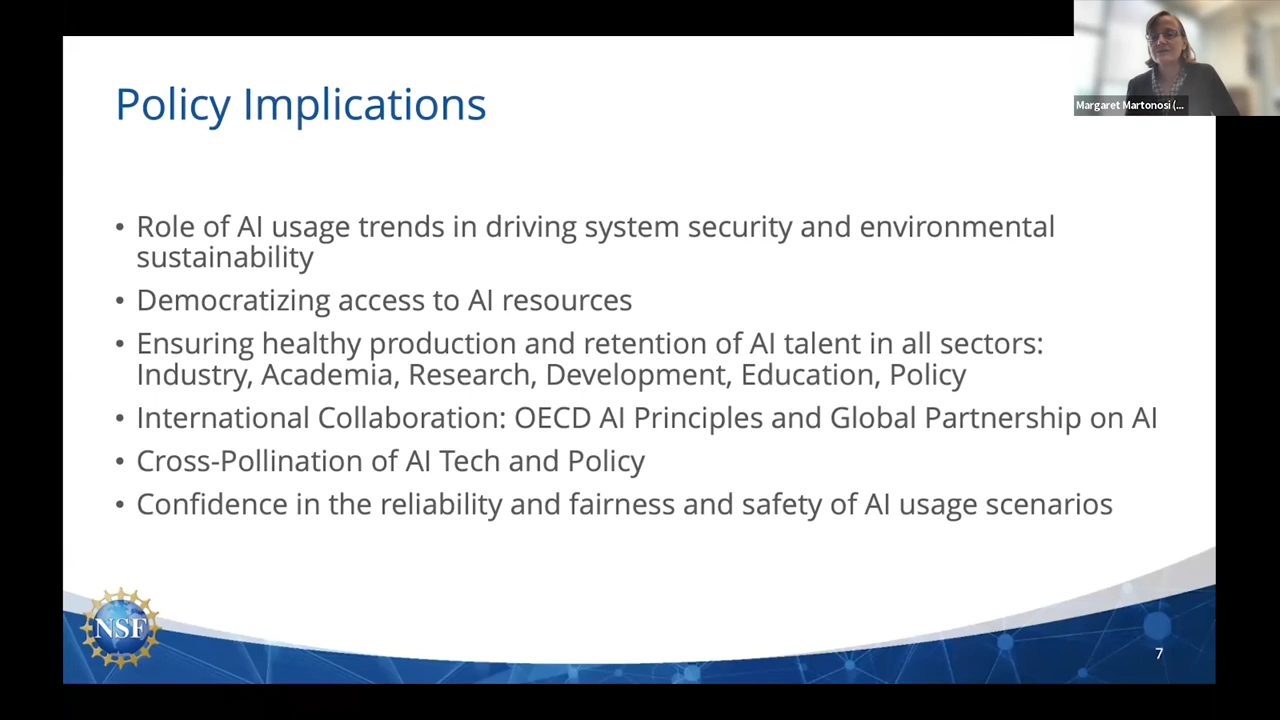 Policy Implications
Margaret Martonosi (...
• Role of AI usage trends in driving system security and environmental
sustainability
• Democratizing access to AI resources
• Ensuring healthy production and retention of AI talent in all sectors:
Industry, Academia, Research, Development, Education, Policy
• International Collaboration: OECD AI Principles and Global Partnership on AI
• Cross-Pollination of AI Tech and Policy
• Confidence in the reliability and fairness and safety of AI usage scenarios
NSF
7